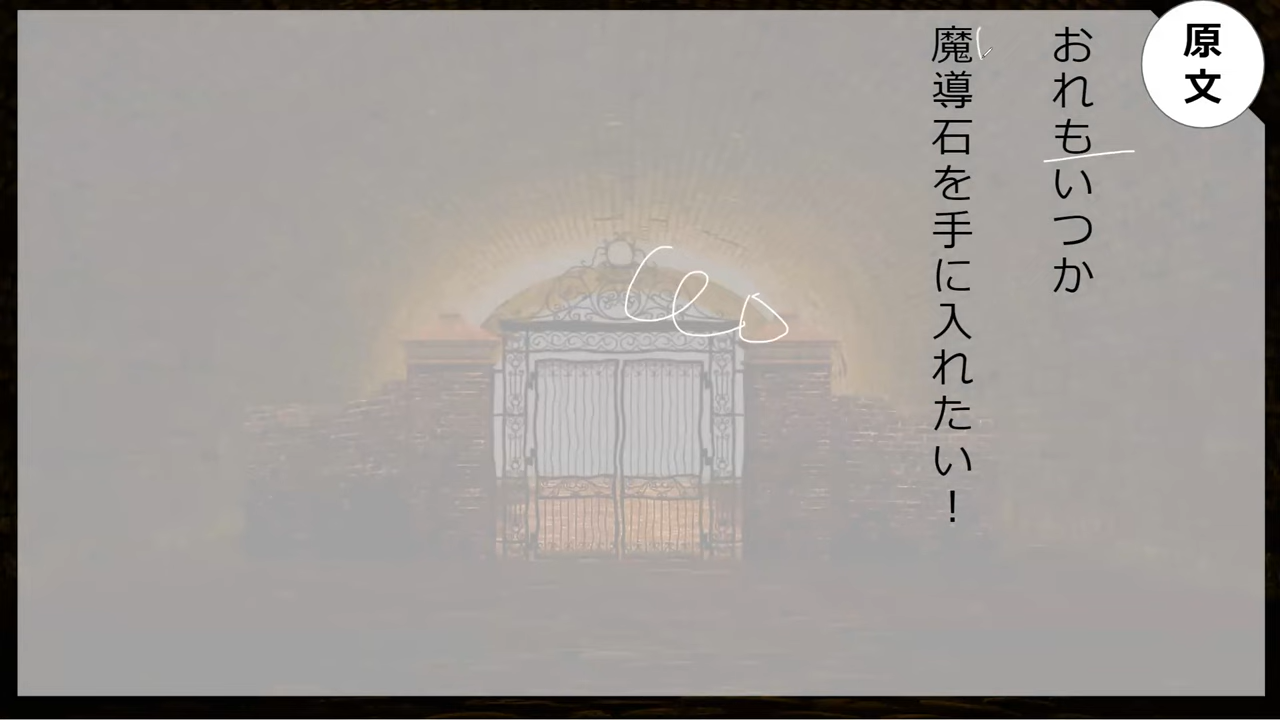 原文
おれもいつか
魔導石を手に入れたい！